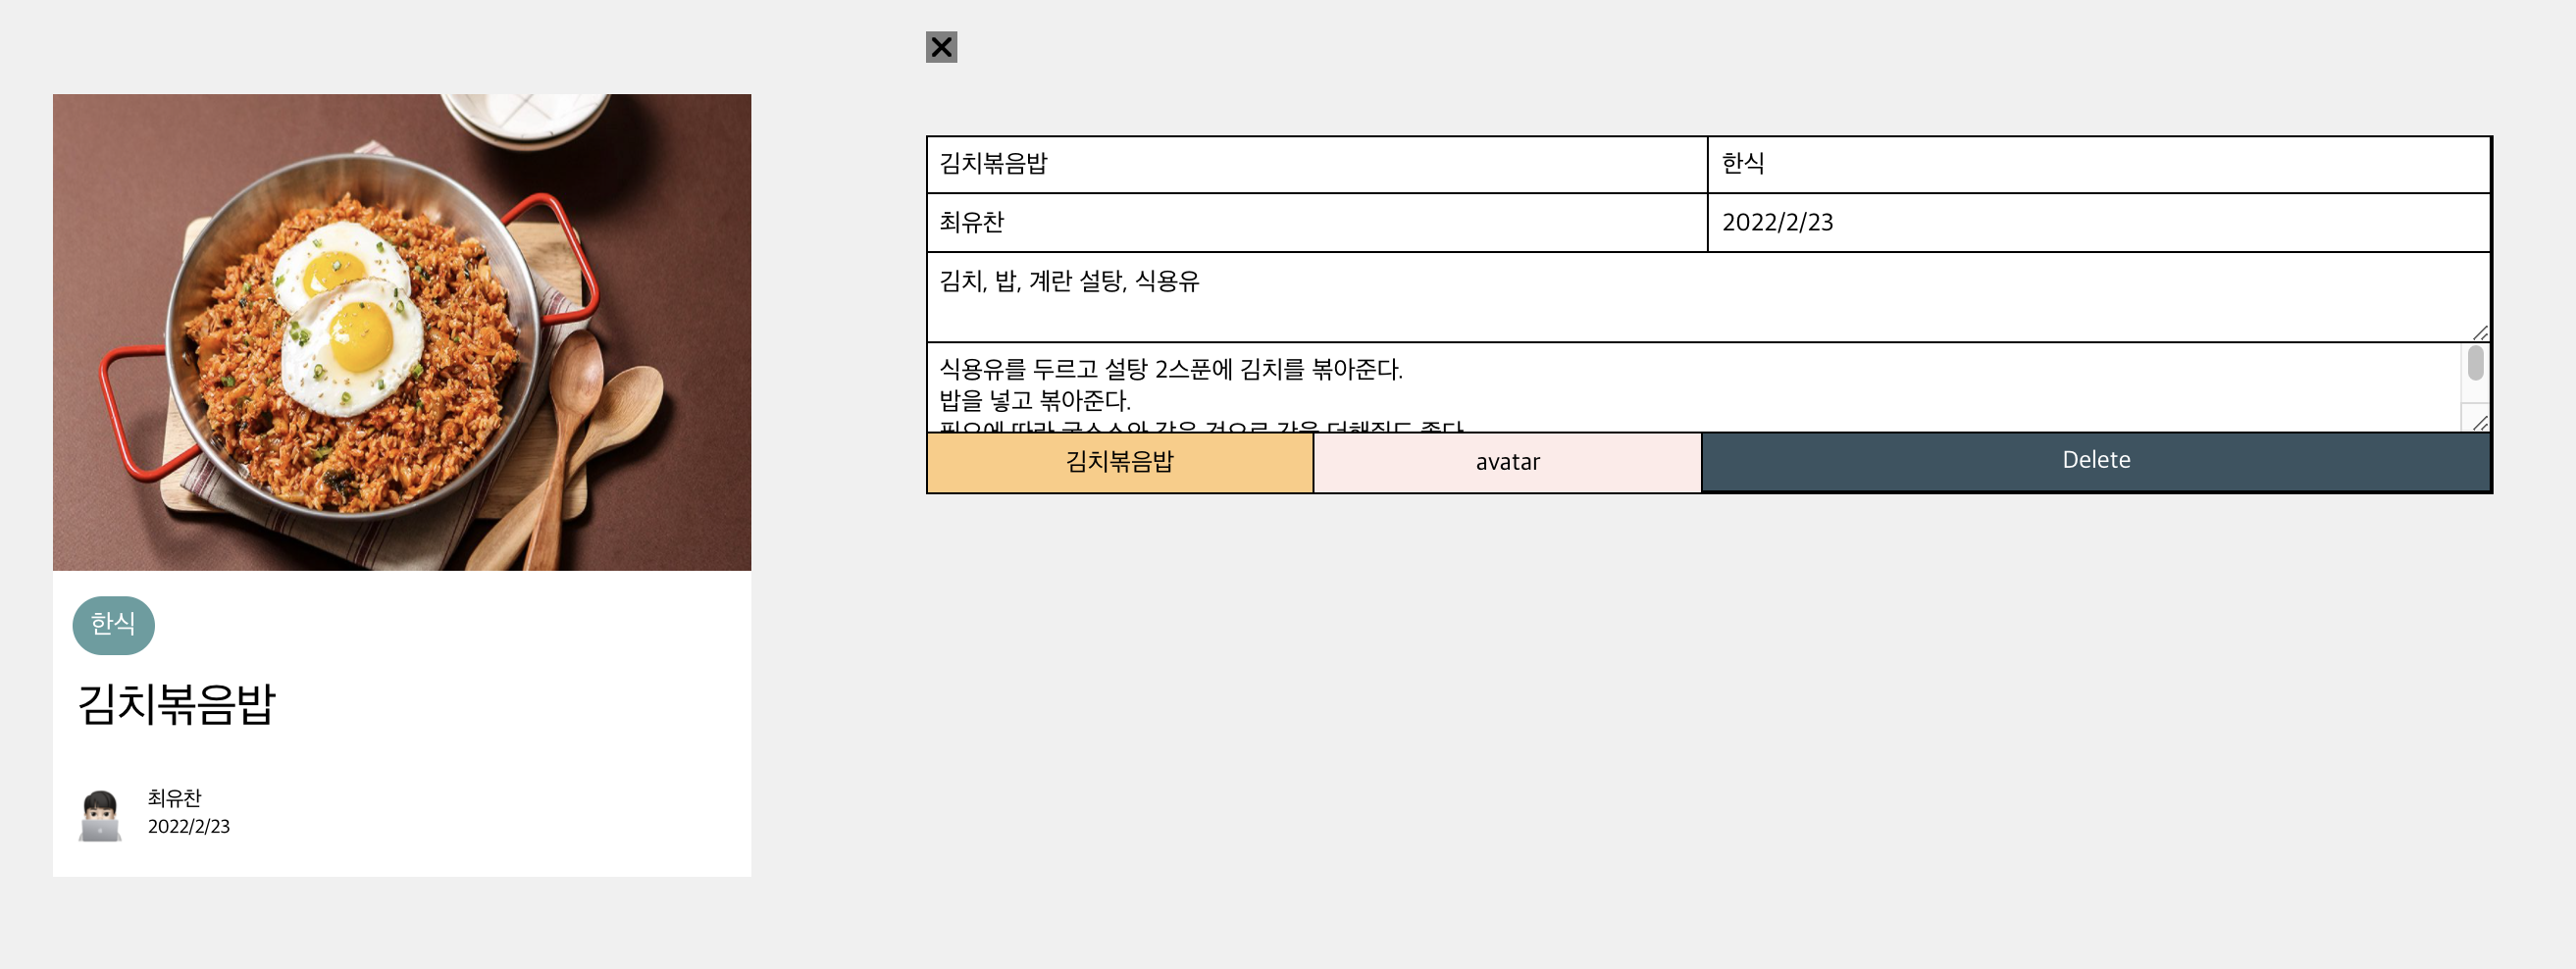 한식
김치볶음밥
최유찬
2022/2/23
김치볶음밥
한식
최유찬
2022/2/23
김치, 밥, 계란 설탕, 식용유
식용유를 두르고 설탕 2스푼에 김치를 볶아준다.
밥을 넣고 볶아준다.
김치볶음밥
avatar
Delete